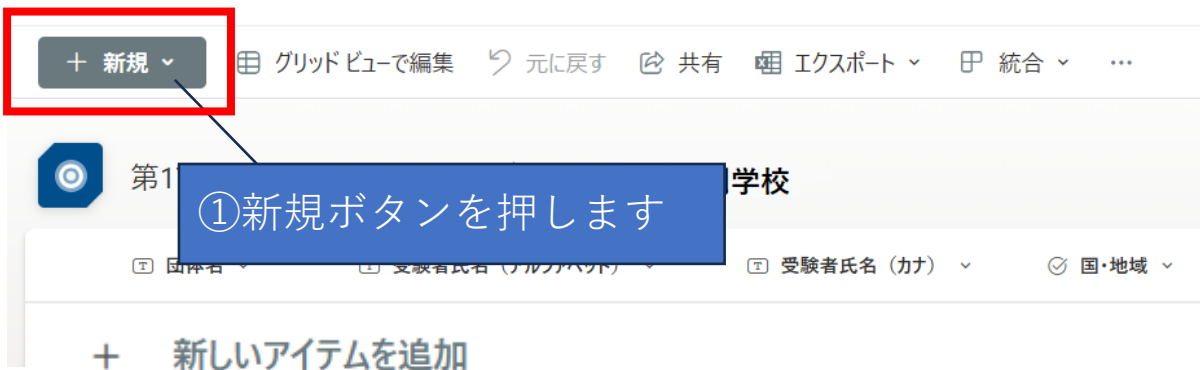 新規
グリッド ビューで編集
元に戻す
共有
エクスポート
統合
…
第1
学校
①新規ボタンを押します
団体名
受験者氏名（アルファベット）
受験者氏名（カナ）
国・地域
新しいアイテムを追加